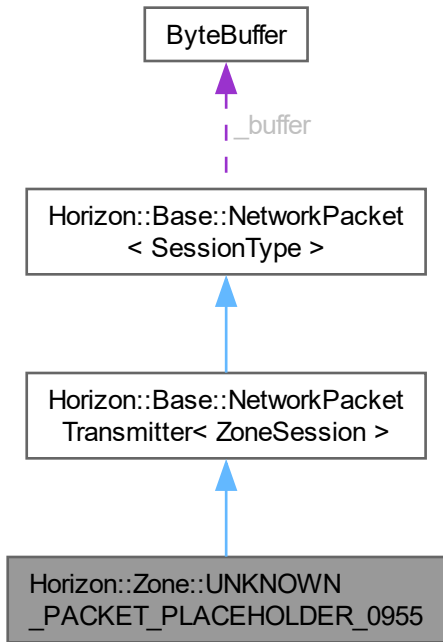 ByteBuffer
_buffer
Horizon::Base::NetworkPacket
< SessionType >
Horizon::Base::NetworkPacket
Transmitter< ZoneSession >
Horizon::Zone::UNKNOWN
_PACKET_PLACEHOLDER_0955